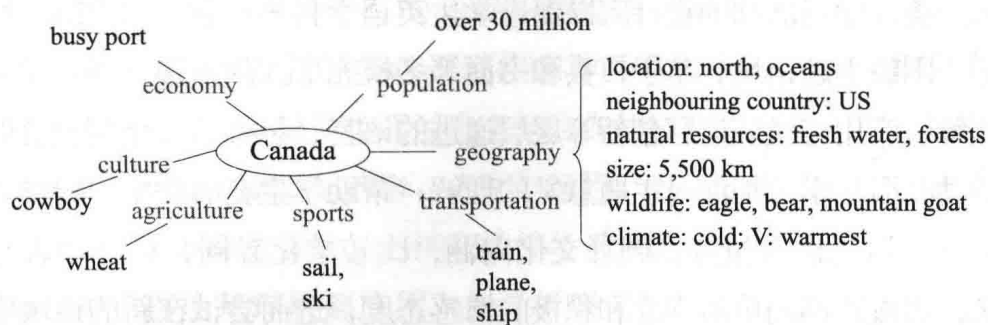 over 30 million
busy port
economy
population
Canada
culture
geography
location: north, oceans
neighbouring country: US
natural resources: fresh water, forests
size: 5,500 km
wildlife: eagle, bear, mountain goat
climate: cold; V: warmest
cowboy
agriculture
sports
transportation
wheat
sail,
ski
train,
plane,
ship